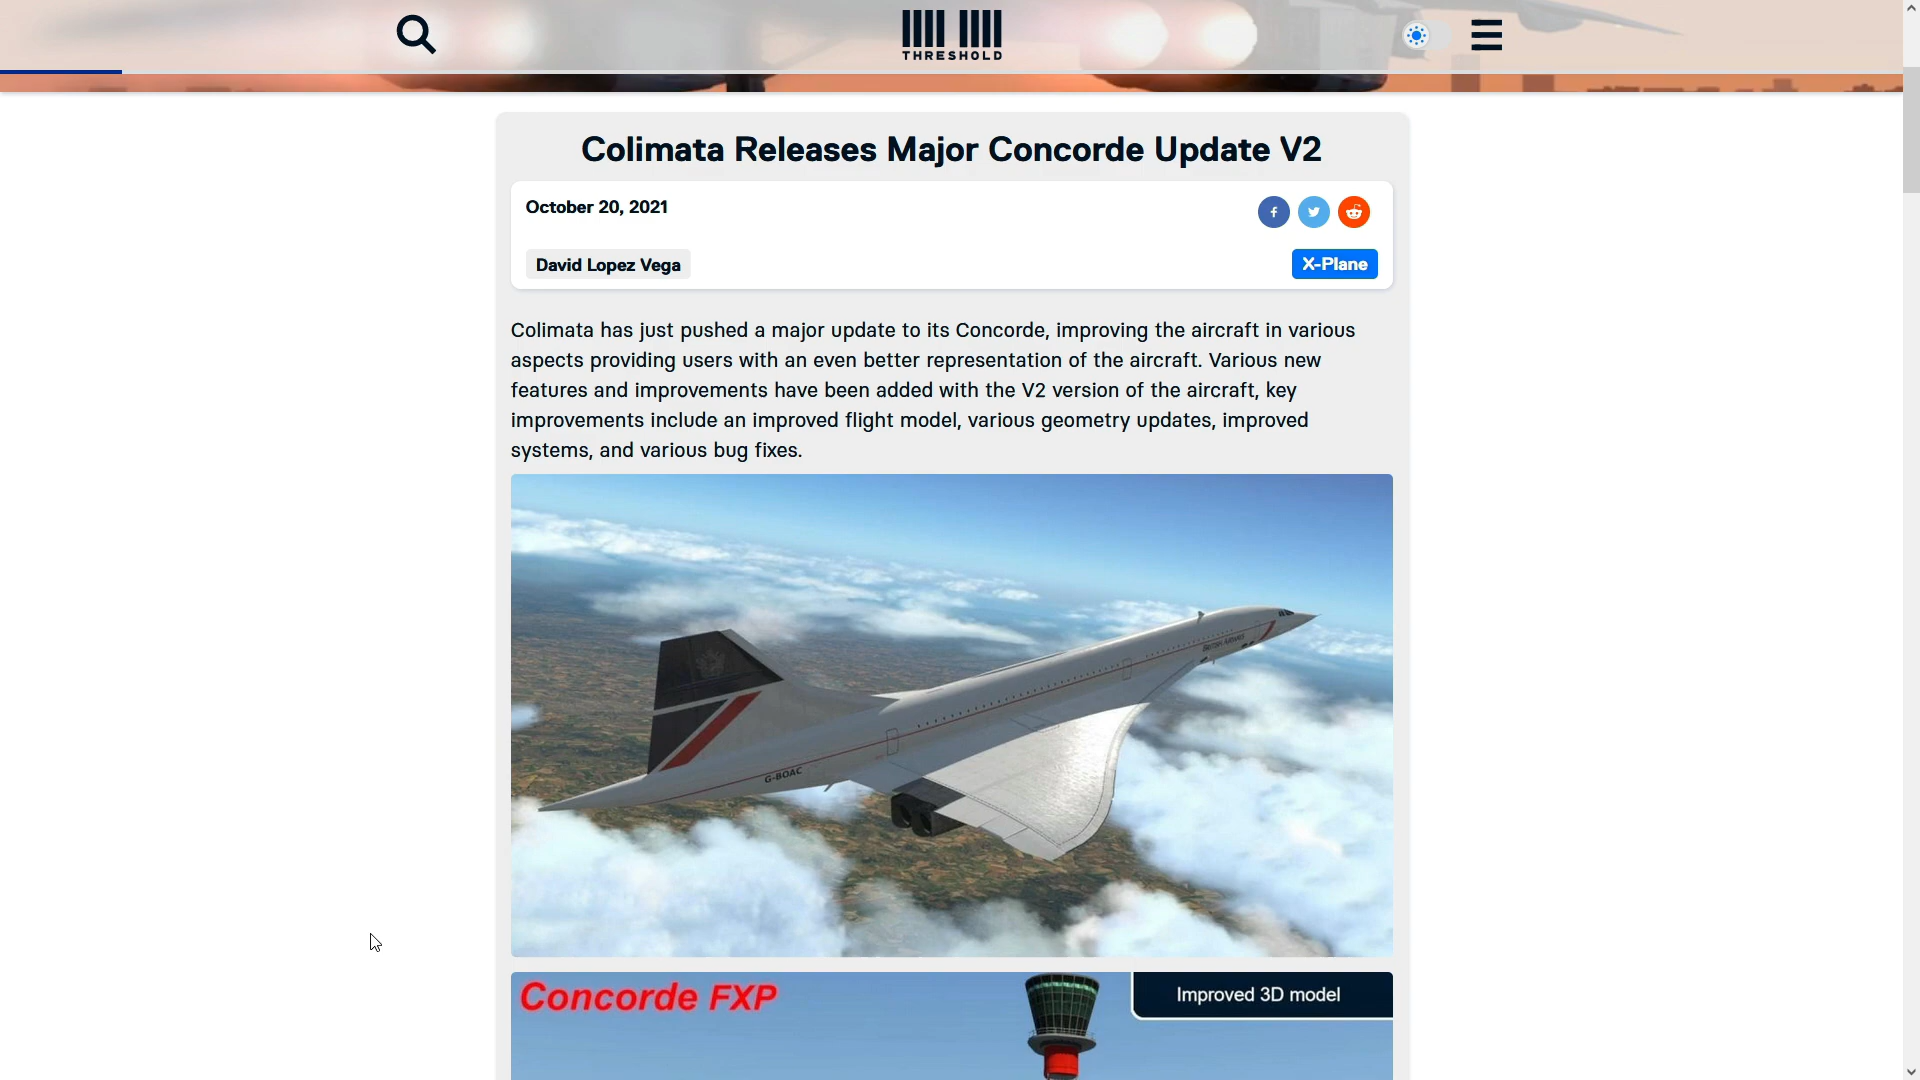 THRESHOLD
Colimata Releases Major Concorde Update V2
October 20, 2021
David Lopez Vega
X-Plane
Colimata has just pushed a major update to its Concorde, improving the aircraft in various
aspects providing users with an even better representation of the aircraft. Various new
features and improvements have been added with the V2 version of the aircraft, key
improvements include an improved flight model, various geometry updates, improved
systems, and various bug fixes.
BRITISH AIRWAYS
G-BOAC
Concorde FXP
Improved 3D model